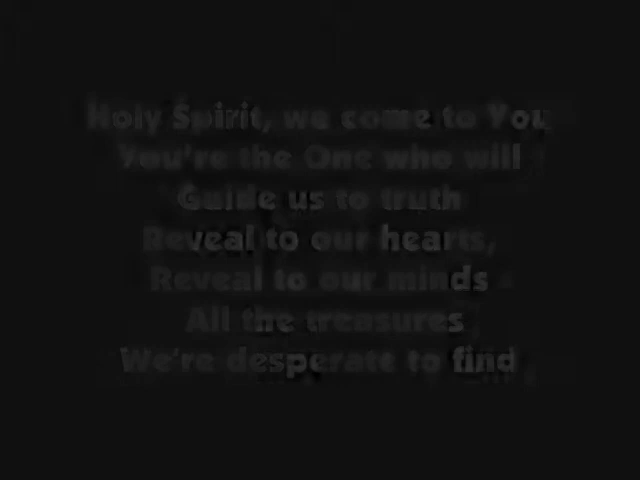 Holy Spirit, we come to You
You're the One who will
Guide us to truth
Reveal to our hearts,
Reveal to our minds
All the treasures
We're desperate to find